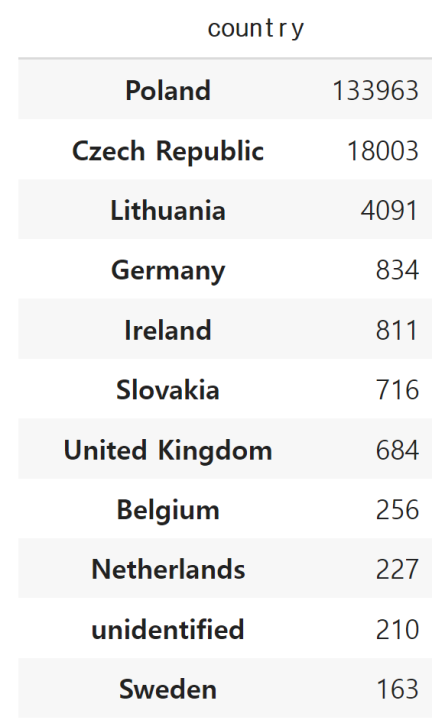 country
Poland 133963
Czech Republic 18003
Lithuania 4091
Germany 834
Ireland 811
Slovakia 716
United Kingdom 684
Belgium 256
Netherlands 227
unidentified 210
Sweden 163